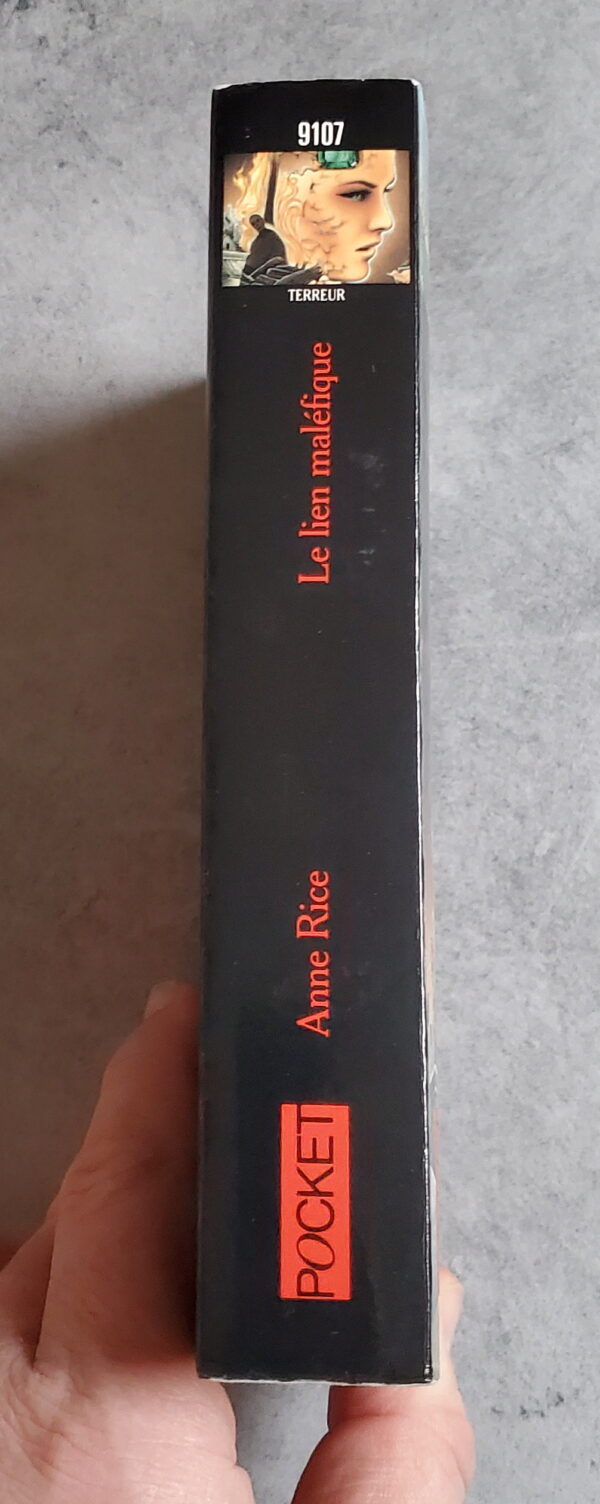 9107
TERREUR
Le lien maléfique
Anne Rice
POCKET